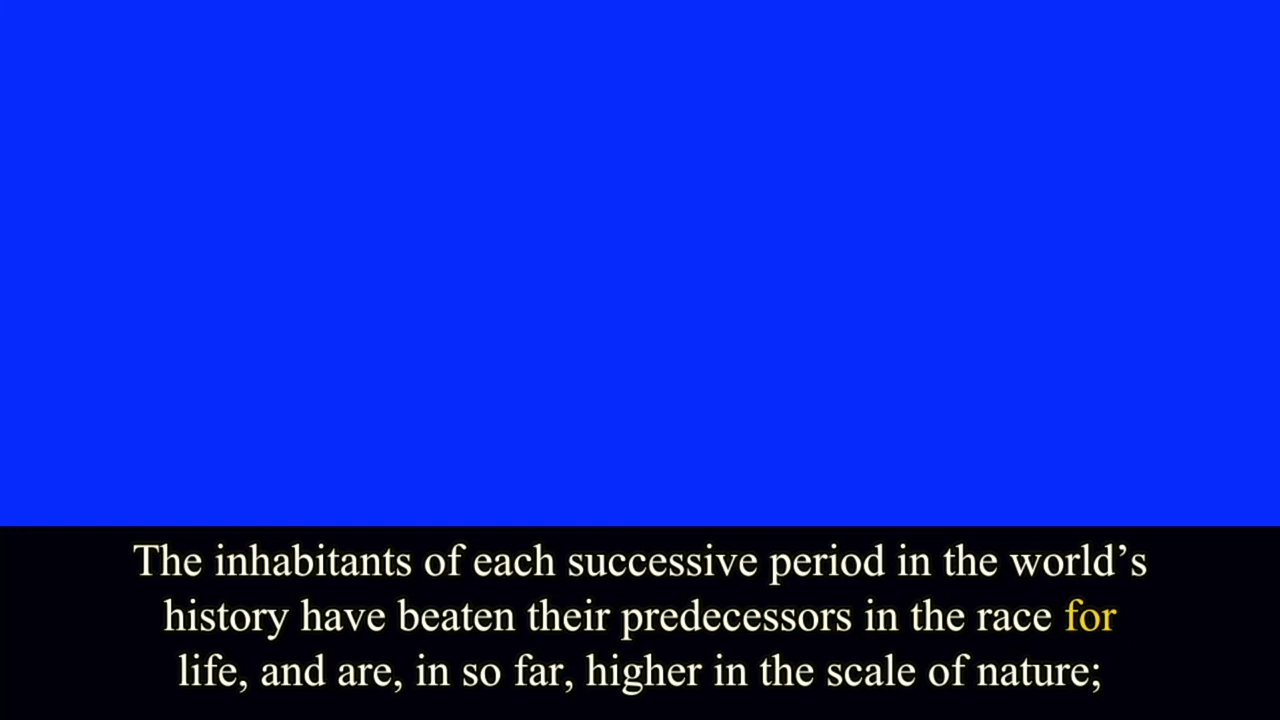 The inhabitants of each successive period in the world’s
history have beaten their predecessors in the race for
life, and are, in so far, higher in the scale of nature;